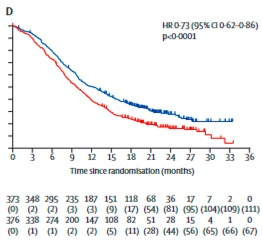 D
HR 0·73 (95% CI 0·62–0·86)
p<0·0001
0 3 6 9 12 15 18 21 24 27 30 33 36
Time since randomisation (months)
373 348 295 235 187 151 118 68 36 17 7 2 0
(0) (2) (2) (3) (3) (9) (17) (54) (81) (95) (104) (109) (111)
376 338 274 200 147 108 82 51 28 15 4 1 0
(0) (1) (1) (2) (2) (5) (11) (28) (44) (56) (65) (66) (67)